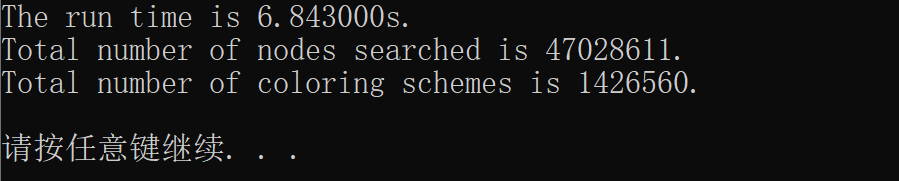 The run time is 6.843000s.
Total number of nodes searched is 47028611.
Total number of coloring schemes is 1426560.
请按任意键继续. . .